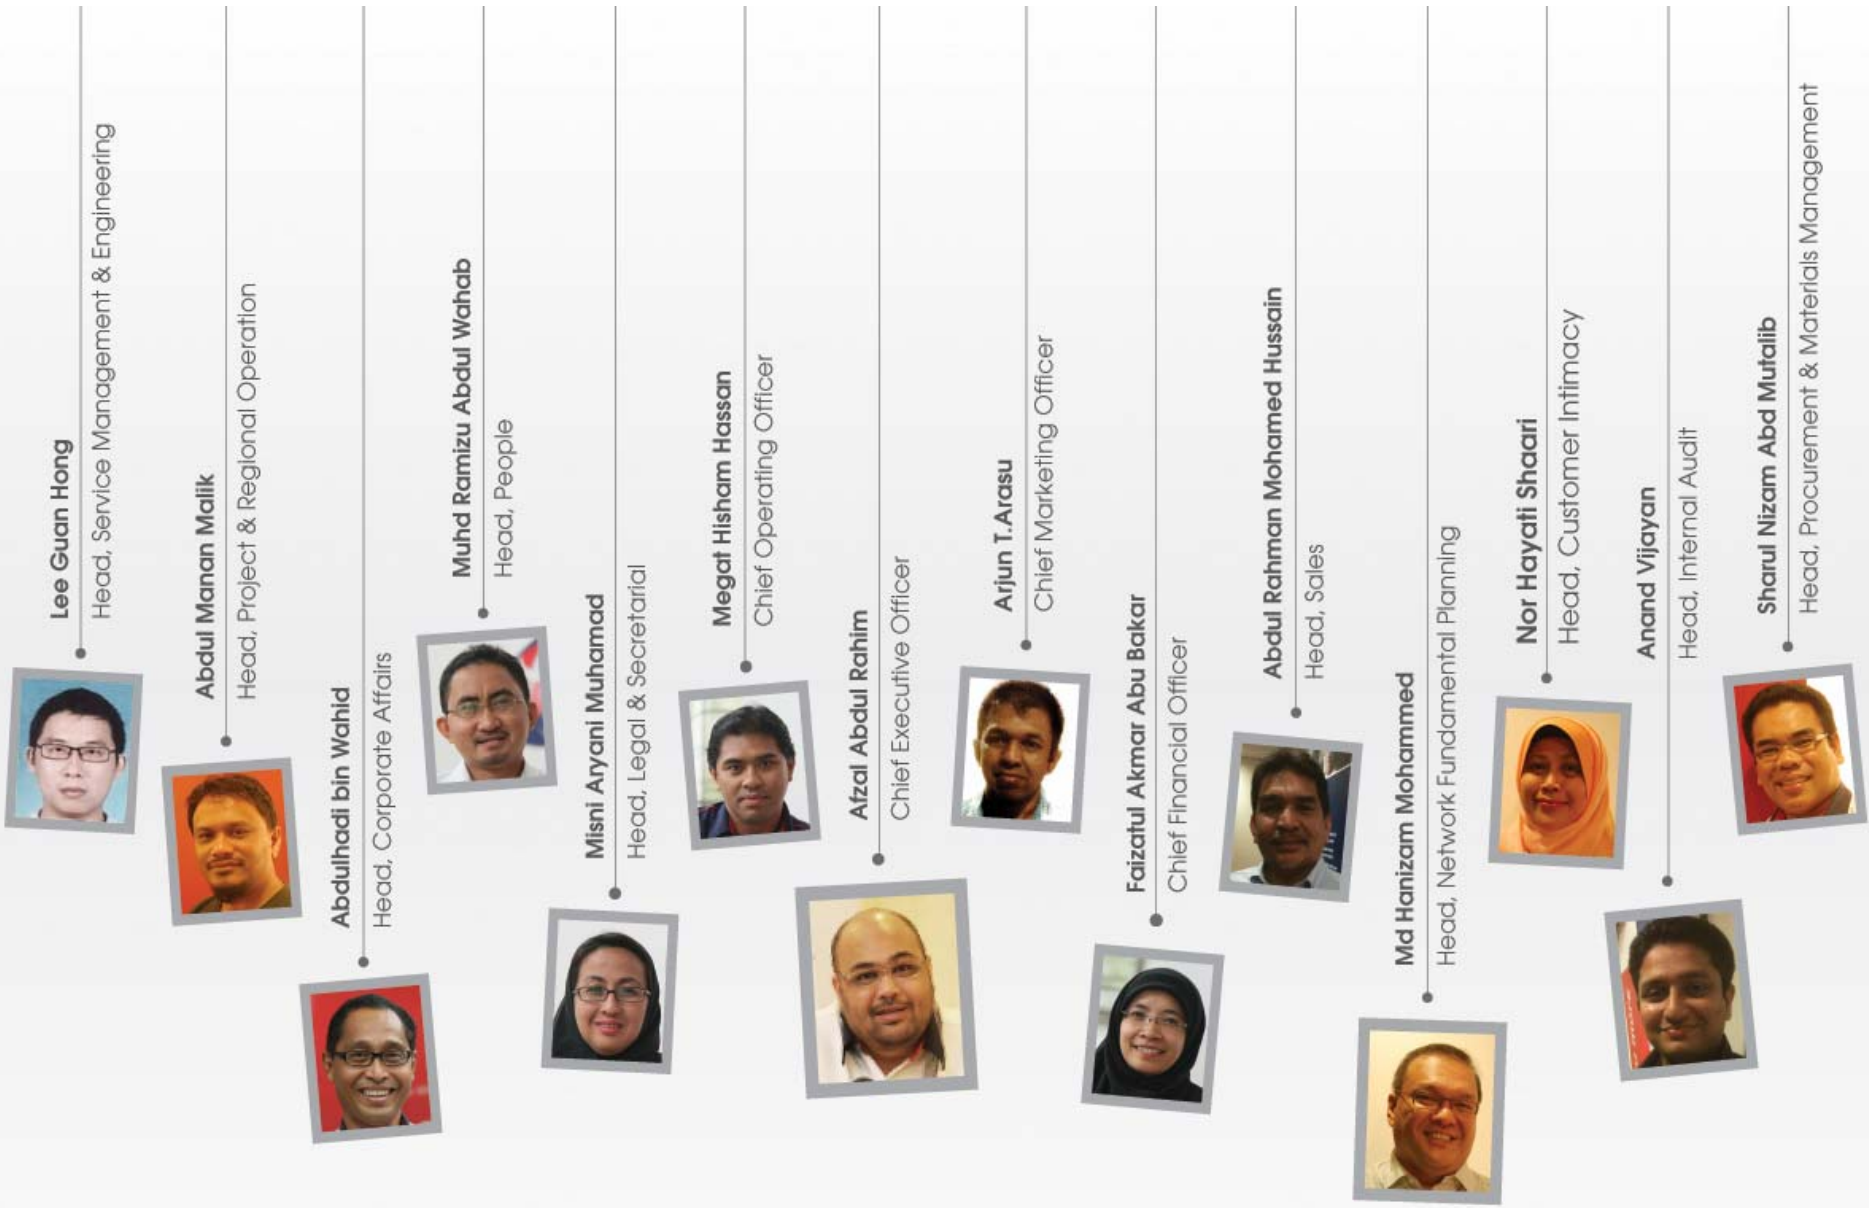 Lee Guan Hong
Head, Service Management & Engineering
Abdul Manan Malik
Head, Project & Regional Operation
Abdulhadi bin Wahid
Head, Corporate Affairs
Muhd Ramizu Abdul Wahab
Head, People
Misni Aryani Muhamad
Head, Legal & Secretarial
Megat Hisham Hassan
Chief Operating Officer
Afzal Abdul Rahim
Chief Executive Officer
Arjun T.Arasu
Chief Marketing Officer
Faizatul Akmar Abu Bakar
Chief Financial Officer
Abdul Rahman Mohamed Hussain
Head, Sales
Md Hanizam Mohammed
Head, Network Fundamental Planning
Nor Hayati Shaari
Head, Customer Intimacy
Anand Vijayan
Head, Internal Audit
Sharul Nizam Abd Mutalib
Head, Procurement & Materials Management